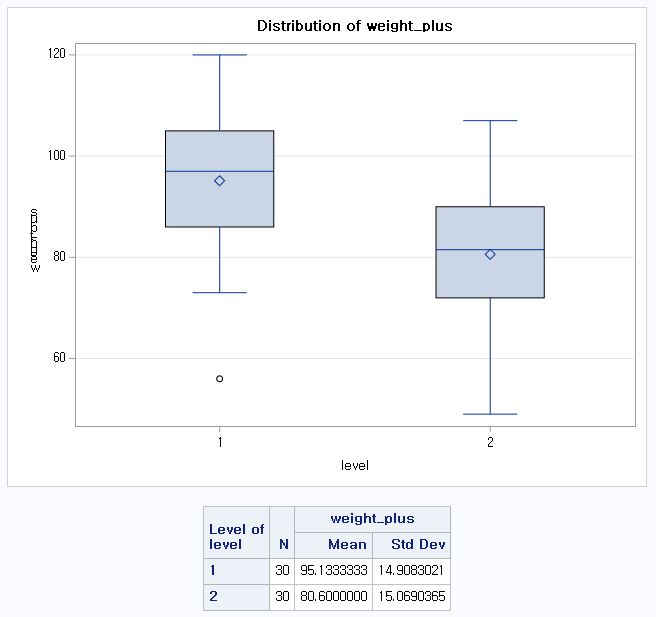 Distribution of weight_plus
120
100
80
60
1
2
level
weight_plus
Level of level N Mean Std Dev
1 30 95.1333333 14.9083021
2 30 80.6000000 15.0690365